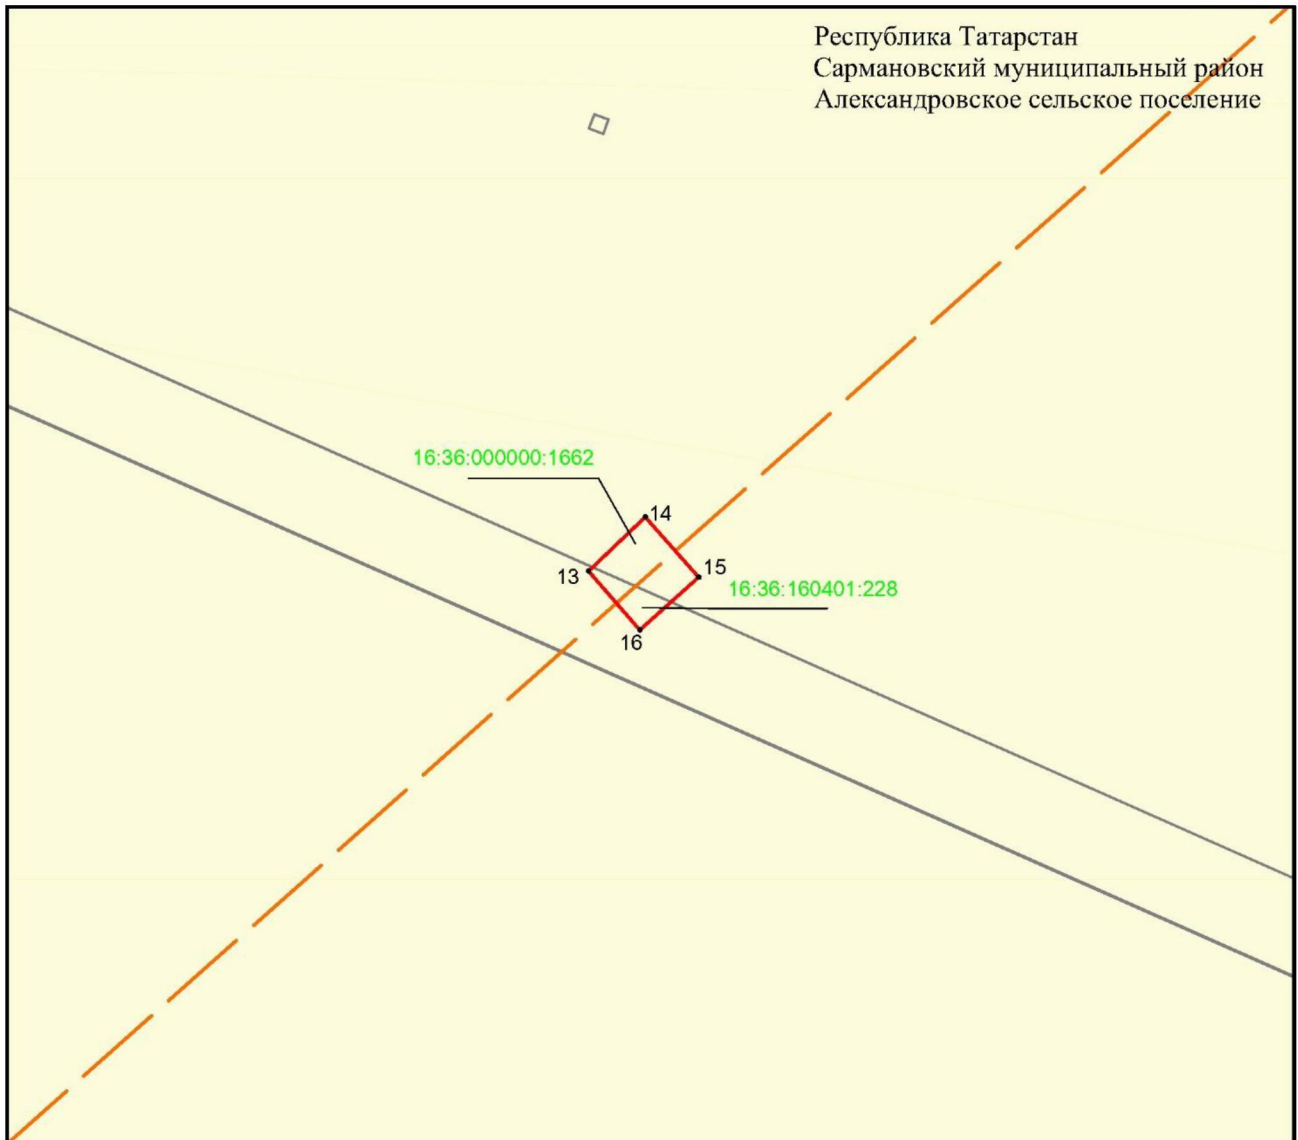 Республика Татарстан
Сармановский муниципальный район
Александровское сельское поселение
16:36:000000:1662
14
13
15
16:36:160401:228
16